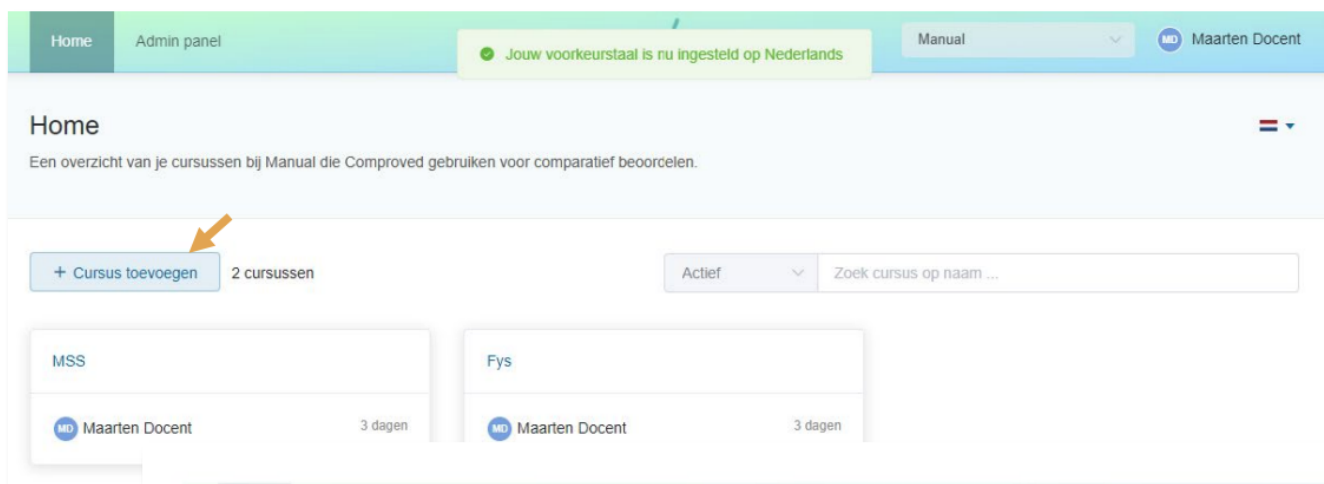 Home Admin panel Jouw voorkeurstaal is nu ingesteld op Nederlands Manual MD Maarten Docent
Home
Een overzicht van je cursussen bij Manual die Comproved gebruiken voor comparatief beoordelen.
+ Cursus toevoegen 2 cursussen Actief Zoek cursus op naam ...
MSS Fys
MD Maarten Docent 3 dagen MD Maarten Docent 3 dagen